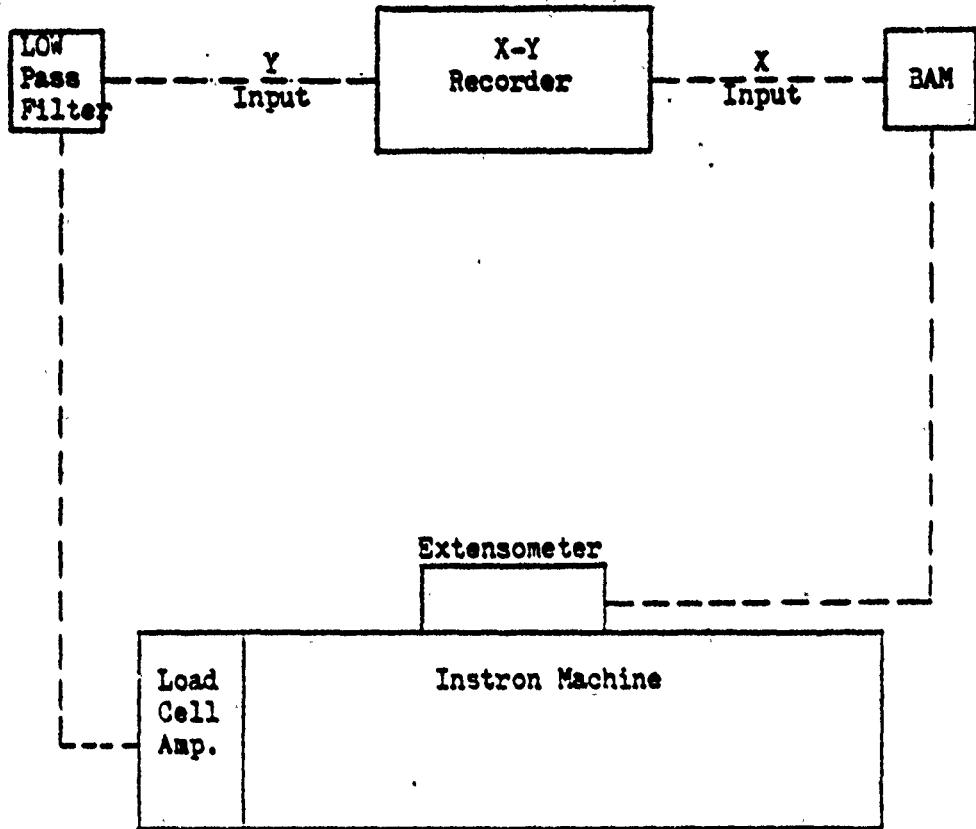 LOW
Pass
Filter
Y
Input
X-Y
Recorder
X
Input
BAM
Extensometer
Load
Cell
Amp.
Instron Machine